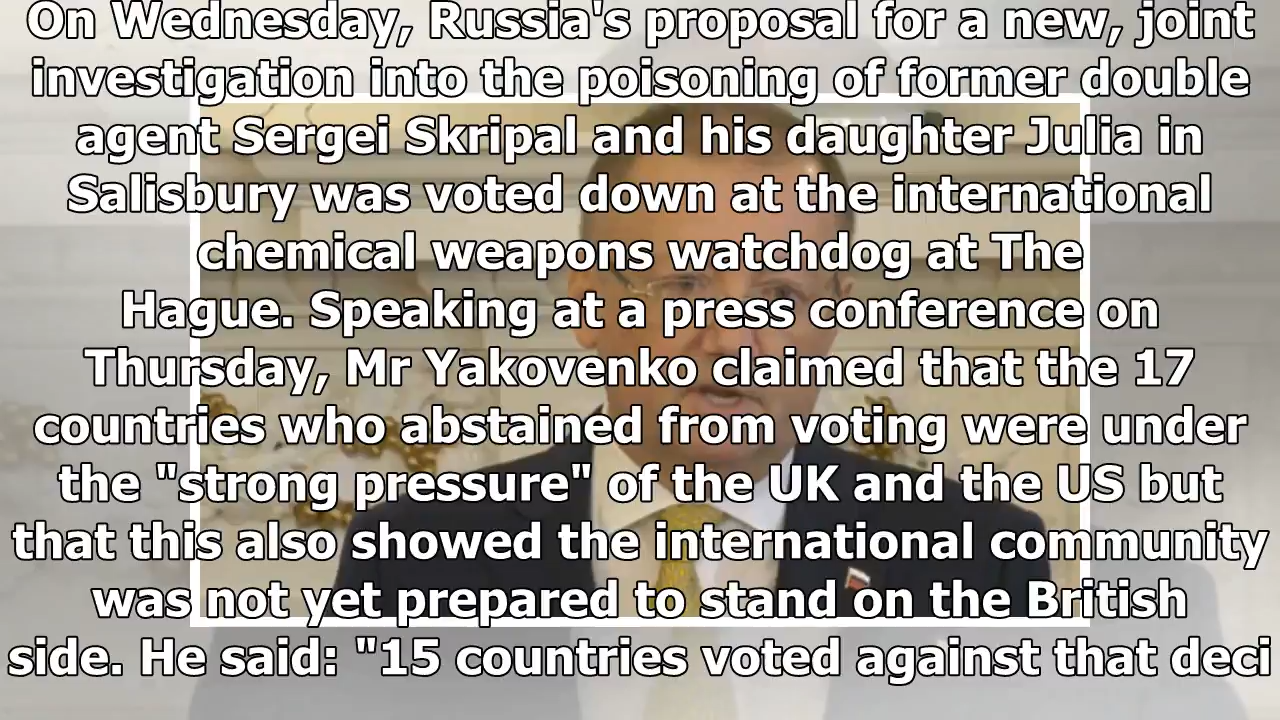 On Wednesday, Russia's proposal for a new, joint
investigation into the poisoning of former double
agent Sergei Skripal and his daughter Julia in
Salisbury was voted down at the international
chemical weapons watchdog at The
Hague. Speaking at a press conference on
Thursday, Mr Yakovenko claimed that the 17
countries who abstained from voting were under
the "strong pressure" of the UK and the US but
that this also showed the international community
was not yet prepared to stand on the British
side. He said: "15 countries voted against that deci